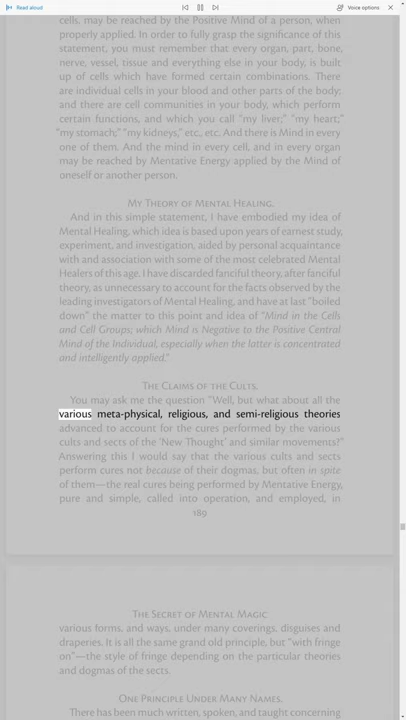 Read aloud
Voice options
cells, may be reached by the Positive Mind of a person, when
properly applied. In order to fully grasp the significance of this
statement, you must remember that every organ, part, bone,
nerve, vessel, tissue and everything else in your body, is built
up of cells which have formed certain combinations. There
are individual cells in your blood and other parts of the body;
and there are cell communities in your body, which perform
certain functions, and which you call "my liver;" "my heart;"
"my stomach;" "my kidneys," etc., etc. And there is Mind in every
one of them. And the mind in every cell, and in every organ
may be reached by Mentative Energy applied by the Mind of
oneself or another person.
My Theory of Mental Healing.
And in this simple statement, I have embodied my idea of
Mental Healing, which idea is based upon years of earnest study,
experiment, and investigation, aided by personal acquaintance
with and association with some of the most celebrated Mental
Healers of this age. I have discarded fanciful theory, after fanciful
theory, as unnecessary to account for the facts observed by the
leading investigators of Mental Healing, and have at last "boiled
down" the matter to this point and idea of "Mind in the Cells
and Cell Groups; which Mind is Negative to the Positive Central
Mind of the Individual, especially when the latter is concentrated
and intelligently applied."
The Claims of the Cults.
You may ask me the question "Well, but what about all the
various meta-physical, religious, and semi-religious theories
advanced to account for the cures performed by the various
cults and sects of the 'New Thought' and similar movements?"
Answering this I would say that the various cults and sects
perform cures not because of their dogmas, but often in spite
of them—the real cures being performed by Mentative Energy,
pure and simple, called into operation, and employed, in
189
The Secret of Mental Magic
various forms, and ways, under many coverings, disguises and
draperies. It is all the same grand old principle, but "with fringe
on"—the style of fringe depending on the particular theories
and dogmas of the sects.
One Principle Under Many Names.
There has been much written, spoken, and taught concerning